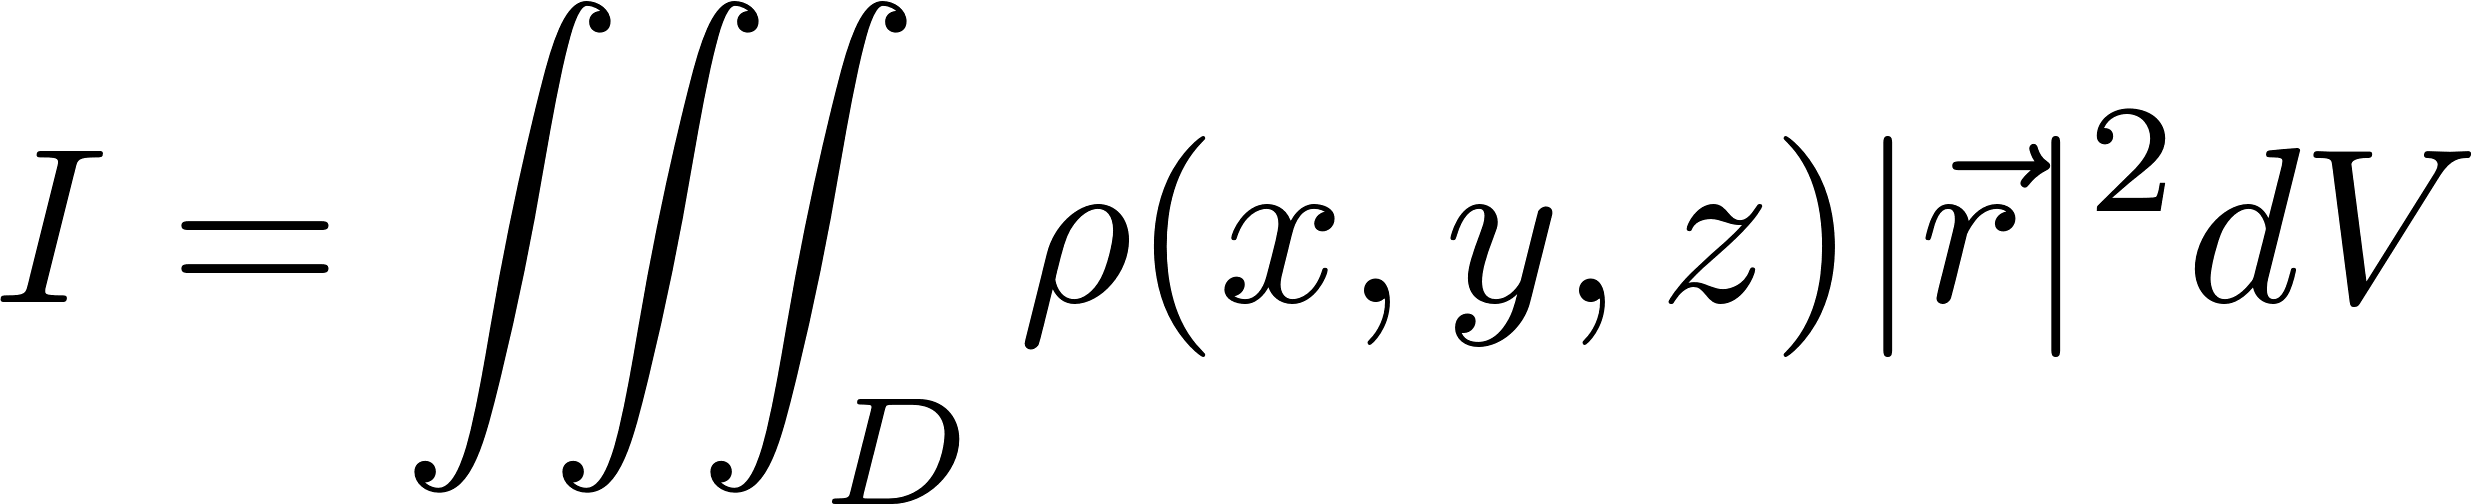 I = ∭_D ρ(x, y, z)|r⃗|² dV